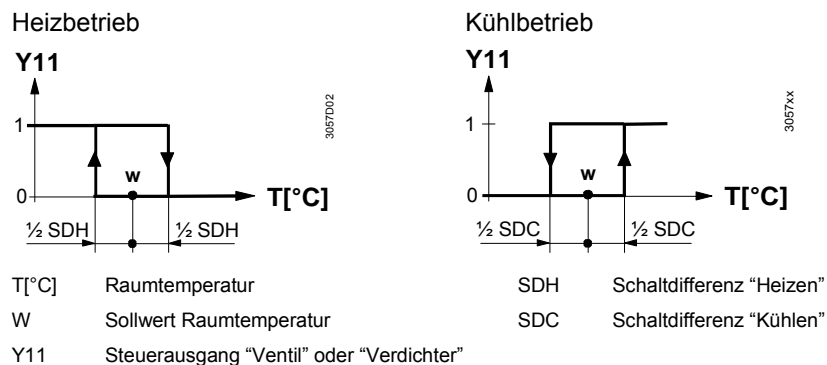 Heizbetrieb
Kühlbetrieb
Y11
1
0
w
T[°C]
½ SDH
½ SDH
3057D02
Y11
1
0
w
T[°C]
½ SDC
½ SDC
3057xx
T[°C] Raumtemperatur
SDH Schaltdifferenz “Heizen”
W Sollwert Raumtemperatur
SDC Schaltdifferenz “Kühlen”
Y11 Steuerausgang “Ventil” oder “Verdichter”